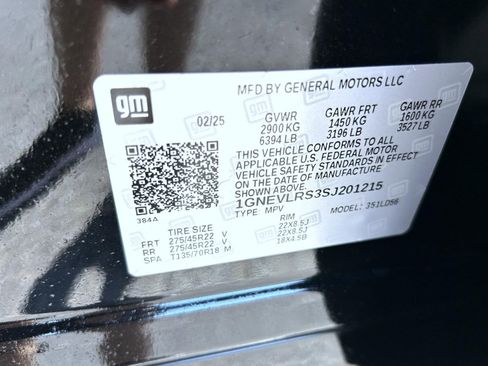 MFD BY GENERAL MOTORS LLC
gm
02/25
GVWR GAWR FRT GAWR RR
2900 KG 1450 KG 1600 KG
6394 LB 3196 LB 3527 LB
THIS VEHICLE CONFORMS TO ALL
APPLICABLE U.S. FEDERAL MOTOR
VEHICLE SAFETY STANDARDS IN EFFECT
ON THE DATE OF MANUFACTURE
SHOWN ABOVE.
1GNEVLRS3SJ201215
TYPE: MPV MODEL: 351LD56
384A
TIRE SIZE RIM
FRT 275/45R22 V 22X8.5J
RR 275/45R22 V 22X8.5J
SPA T135/70R18 M 18X4.5B